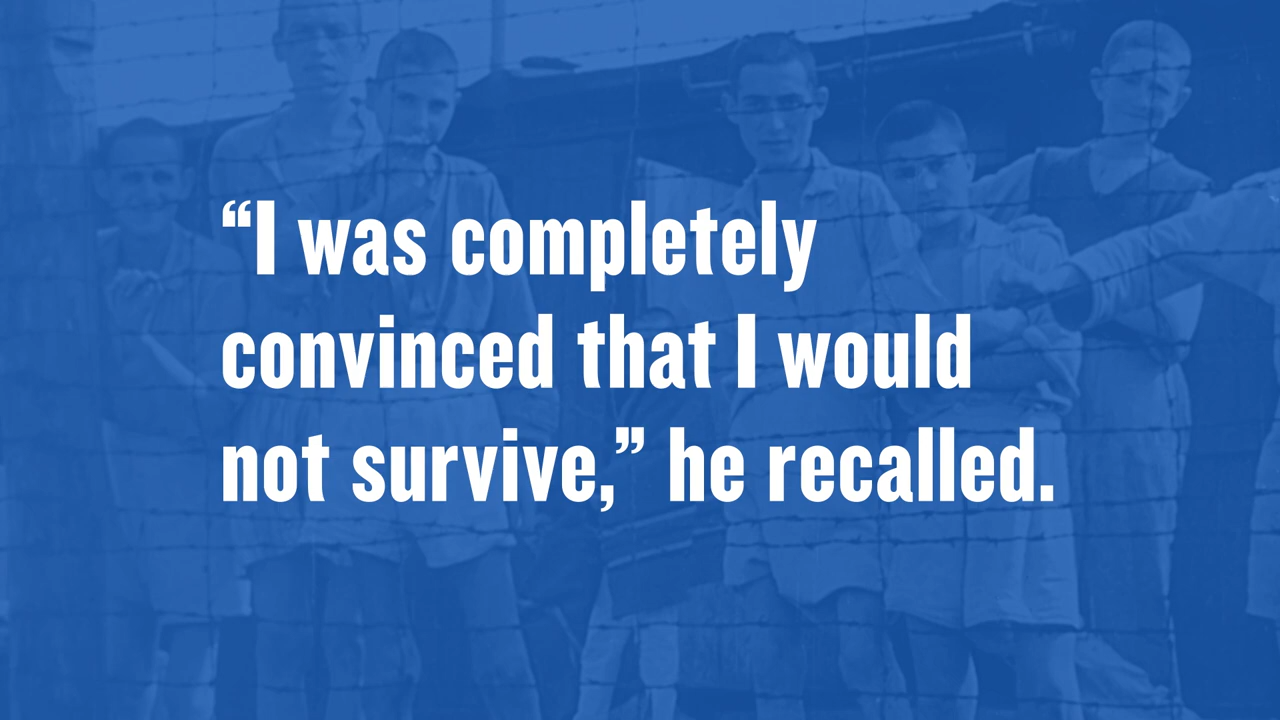 “I was completely
convinced that I would
not survive,” he recalled.